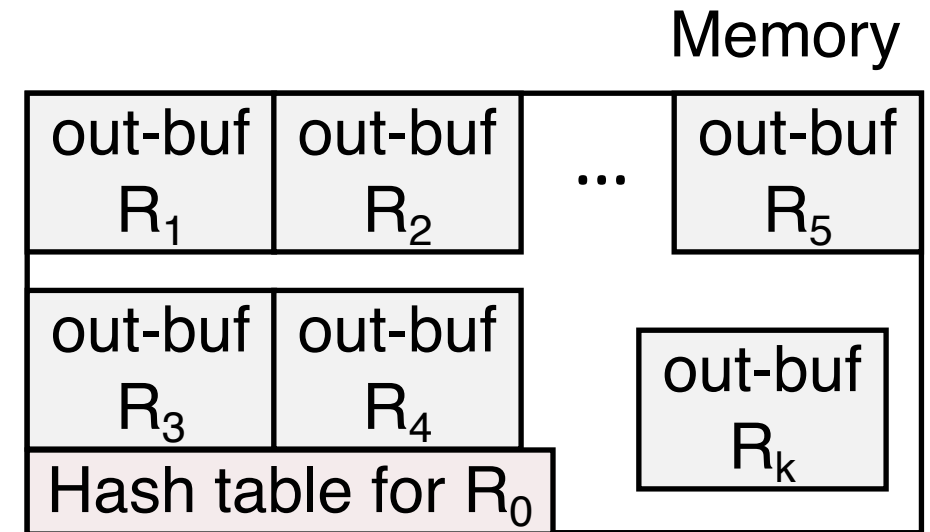 Memory
out-buf
R₁
out-buf
R₂
...
out-buf
R₅
out-buf
R₃
out-buf
R₄
out-buf
Rₖ
Hash table for R₀